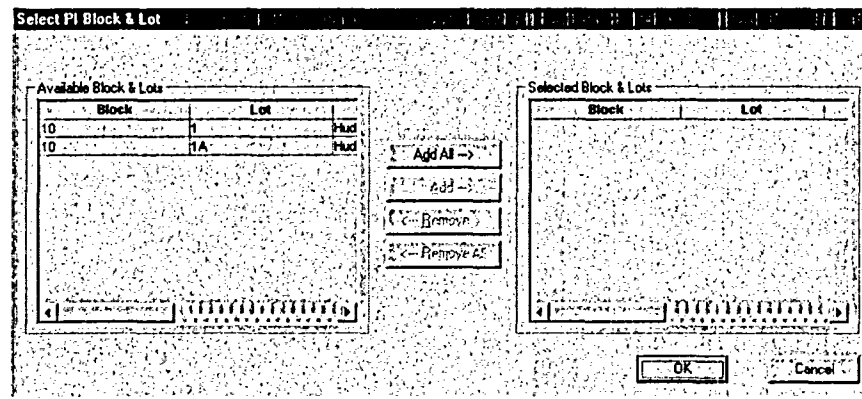 Select PI Block & Lot
Available Block & Lots
Block Lot
10 1 Hud
10 1A Hud
Add All -->
Add -->
<-- Remove
<-- Remove All
Selected Block & Lots
Block Lot
OK
Cancel